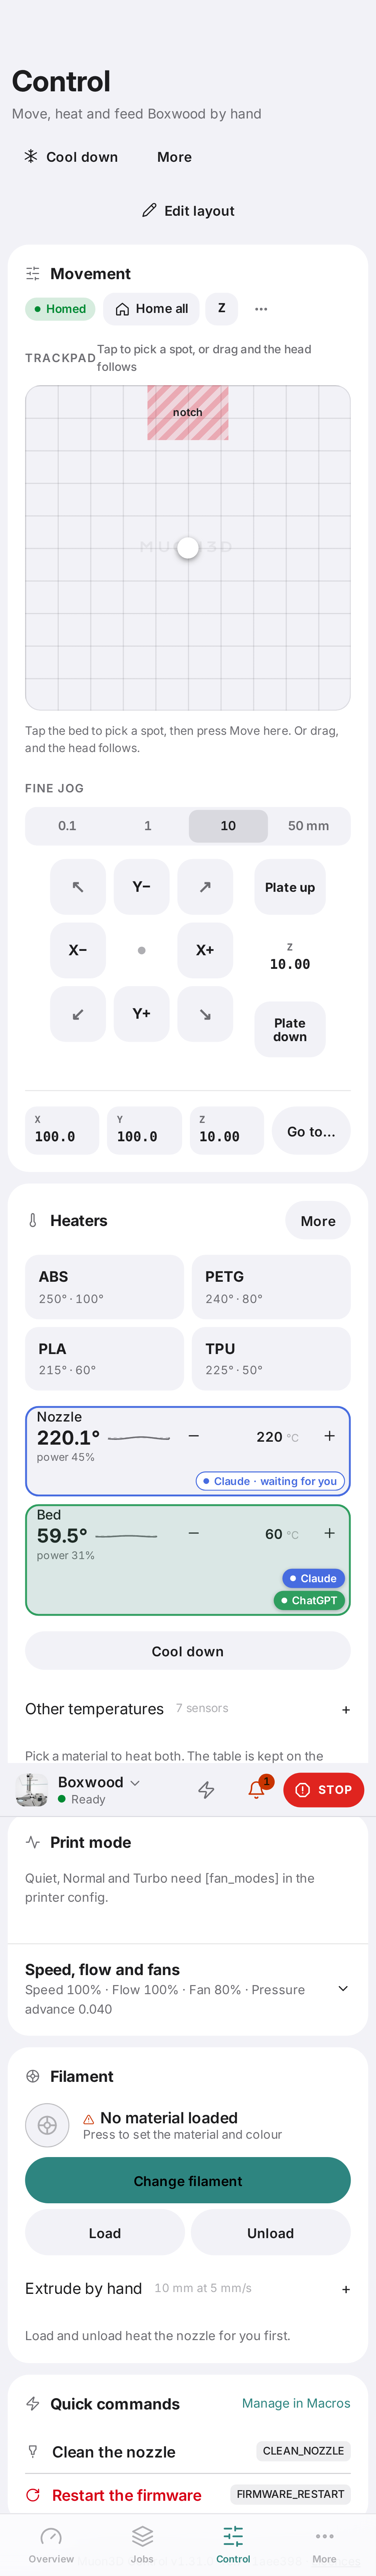 Control
Move, heat and feed Boxwood by hand
Cool down
More
Edit layout
Movement
Homed
Home all
Z
TRACKPAD
Tap to pick a spot, or drag and the head
follows
notch
Tap the bed to pick a spot, then press Move here. Or drag,
and the head follows.
FINE JOG
0.1
1
10
50 mm
↖
Y−
↗
Plate up
X−
X+
Z
10.00
↙
Y+
↘
Plate
down
X
100.0
Y
100.0
Z
10.00
Go to…
Heaters
More
ABS
250° · 100°
PETG
240° · 80°
PLA
215° · 60°
TPU
225° · 50°
Nozzle
220.1°
−
220 °C
+
power 45%
Claude · waiting for you
Bed
59.5°
−
60 °C
+
power 31%
Claude
ChatGPT
Cool down
Other temperatures
7 sensors
+
Pick a material to heat both. The table is kept on the
Boxwood
Ready
1
STOP
Print mode
Quiet, Normal and Turbo need [fan_modes] in the
printer config.
Speed, flow and fans
Speed 100% · Flow 100% · Fan 80% · Pressure
advance 0.040
Filament
No material loaded
Press to set the material and colour
Change filament
Load
Unload
Extrude by hand
10 mm at 5 mm/s
+
Load and unload heat the nozzle for you first.
Quick commands
Manage in Macros
Clean the nozzle
CLEAN_NOZZLE
Restart the firmware
FIRMWARE_RESTART
Overview
Jobs
Control
More